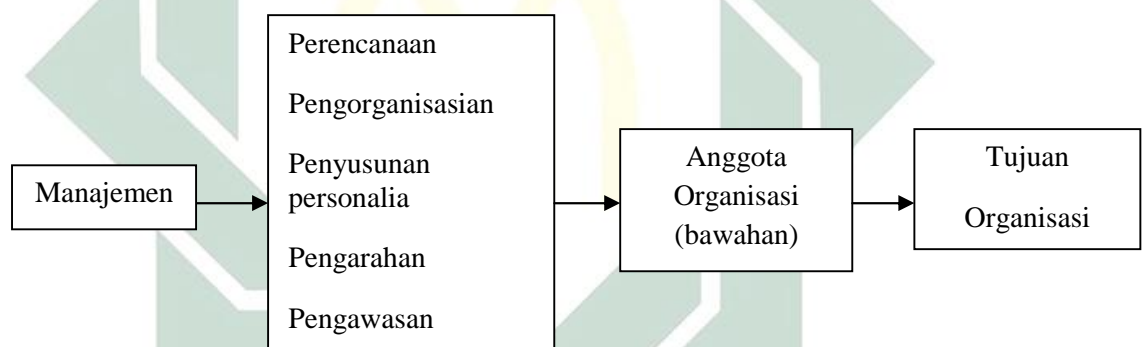 Manajemen
Perencanaan
Pengorganisasian
Penyusunan
personalia
Pengarahan
Pengawasan
Anggota
Organisasi
(bawahan)
Tujuan
Organisasi